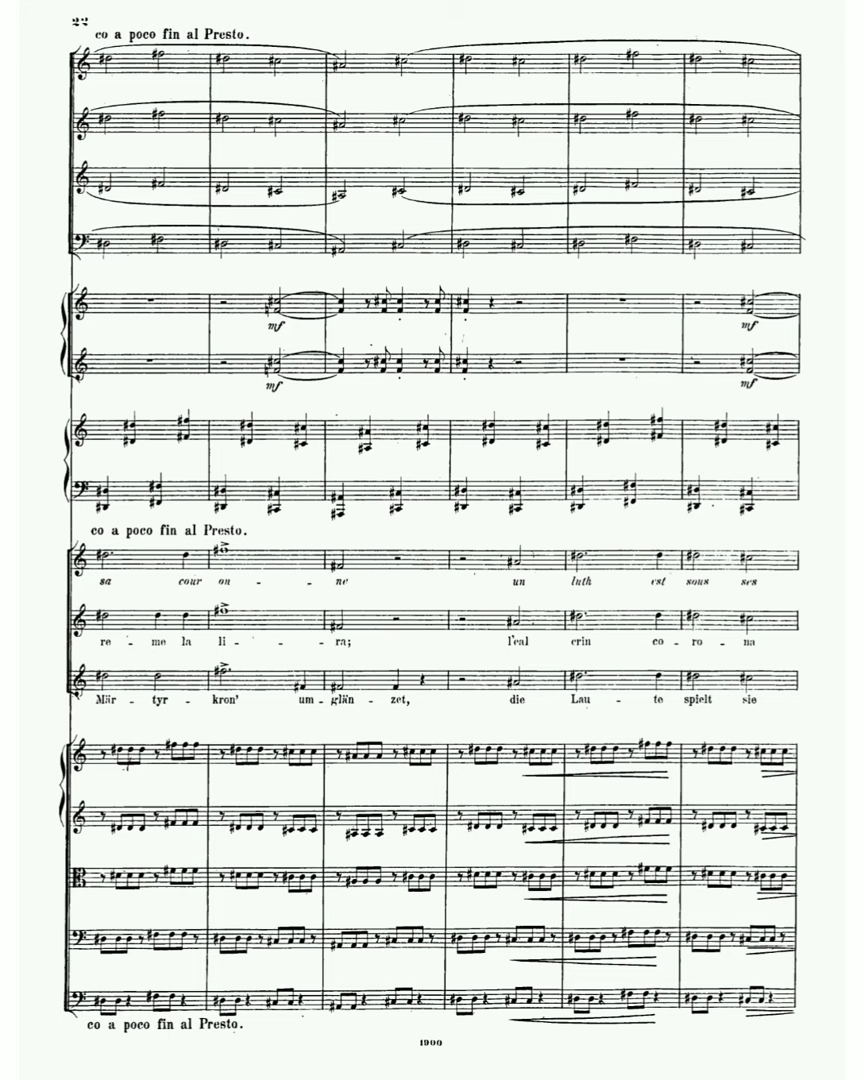 22
co a poco fin al Presto.
mf
mf
mf
mf
co a poco fin al Presto.
sa cour on - - ne un luth est sous ses
re - me la li - - ra; l'eal crin co - ro - na
Mär - tyr - kron' um - glän - zet, die Lau - te spielt sie
co a poco fin al Presto.
1900